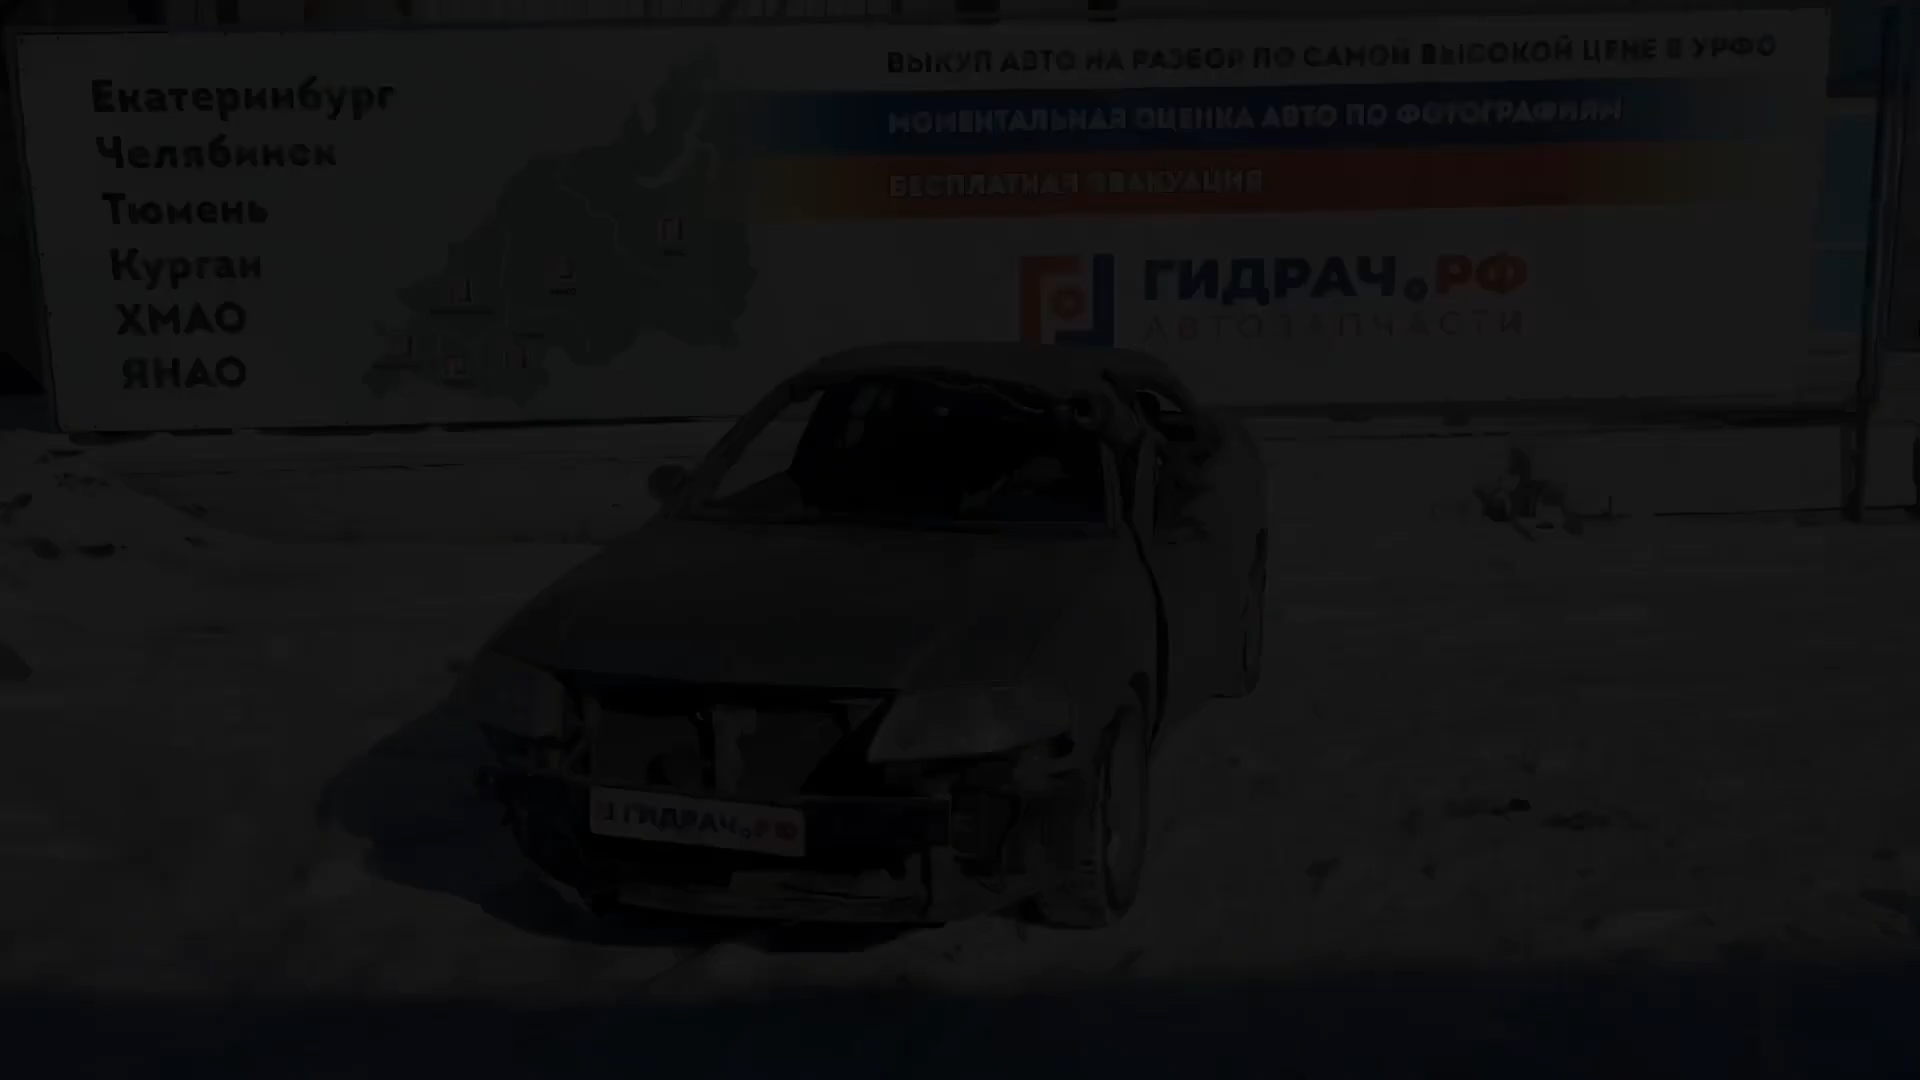 Екатеринбург
Челябинск
Тюмень
Курган
ХМАО
ЯНАО
ВЫКУП АВТО НА РАЗБОР ПО САМОЙ ВЫСОКОЙ ЦЕНЕ В УРФО
МОМЕНТАЛЬНАЯ ОЦЕНКА АВТО ПО ФОТОГРАФИЯМ
БЕСПЛАТНАЯ ЭВАКУАЦИЯ
ГИДРАЧ.РФ
АВТОЗАПЧАСТИ
ГИДРАЧ.РФ